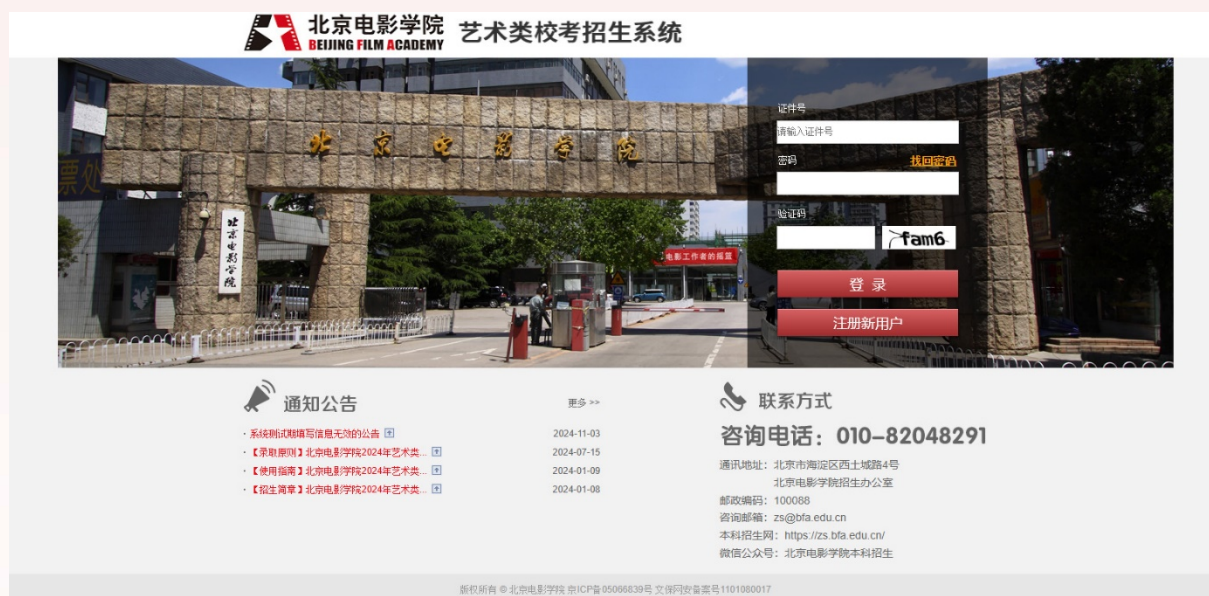 北京电影学院
BEIJING FILM ACADEMY
艺术类校考招生系统
票处
北京电影学院
北京电影学院
电影工作者的摇篮
证件号
请输入证件号
密码 找回密码
验证码
fam6
登 录
注册新用户
通知公告 更多 >>
· 系统测试期填写信息无效的公告 2024-11-03
· 【录取原则】北京电影学院2024年艺术类... 2024-07-15
· 【使用指南】北京电影学院2024年艺术类... 2024-01-09
· 【招生简章】北京电影学院2024年艺术类... 2024-01-08
联系方式
咨询电话：010-82048291
通讯地址：北京市海淀区西土城路4号
北京电影学院招生办公室
邮政编码：100088
咨询邮箱：zs@bfa.edu.cn
本科招生网：https://zs.bfa.edu.cn/
微信公众号：北京电影学院本科招生
版权所有 © 北京电影学院 京ICP备05066839号 文保网安备案号1101080017